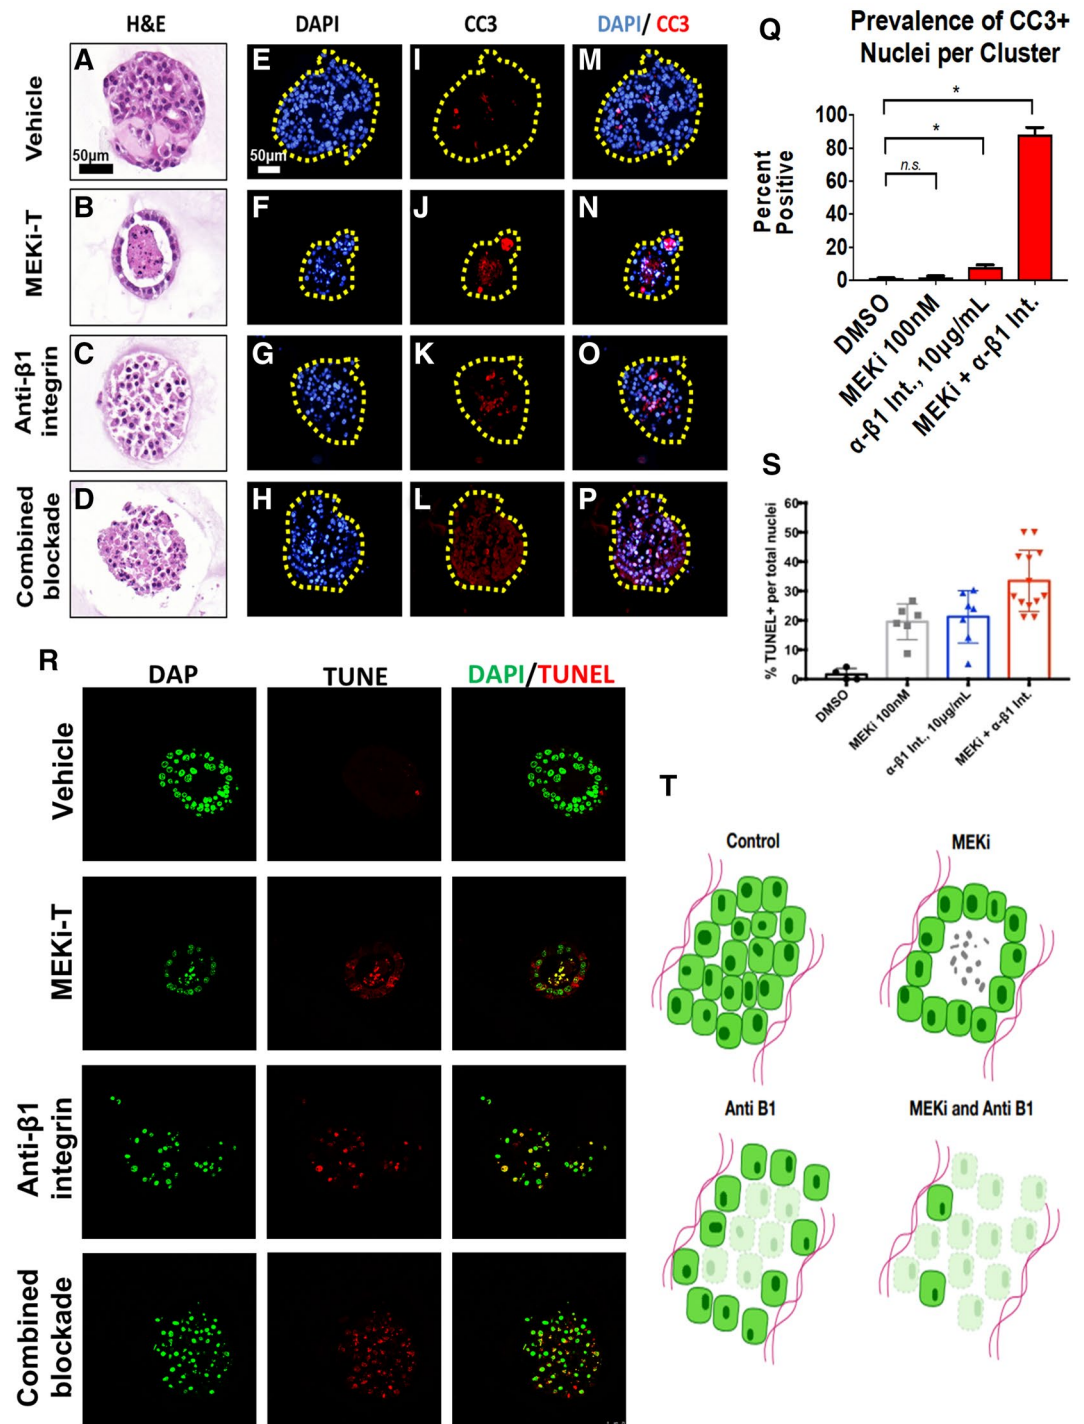 H&E DAPI CC3 DAPI/ CC3
Vehicle
A E I M
50μm 50μm
MEKi-T
B F J N
Anti-β1
integrin
C G K O
Combined
blockade
D H L P
Q
Prevalence of CC3+
Nuclei per Cluster
*
*
n.s.
Percent
Positive
100
80
60
40
20
0
DMSO
MEKi 100nM
α-β1 Int., 10μg/mL
MEKi + α-β1 Int.
S
% TUNEL+ per total nuclei
60
50
40
30
20
10
0
DMSO
MEKi 100nM
α-β1 Int., 10μg/mL
MEKi + α-β1 Int.
R
DAP TUNE DAPI/TUNEL
Vehicle
MEKi-T
Anti-β1
integrin
Combined
blockade
T
Control MEKi
Anti B1 MEKi and Anti B1